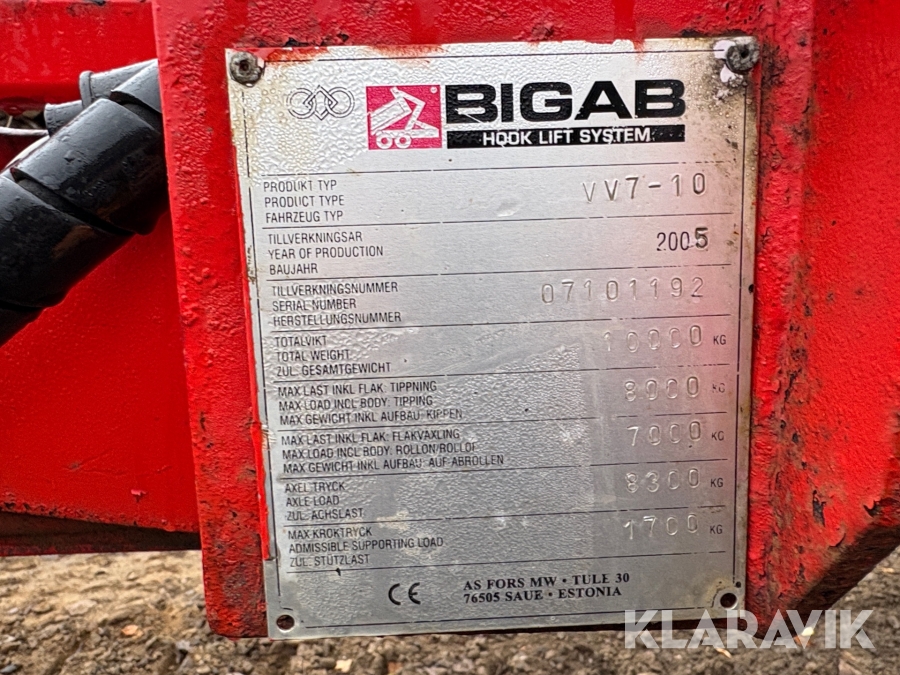 BIGAB
HOOK LIFT SYSTEM
PRODUKT TYP
PRODUCT TYPE
FAHRZEUG TYP
VV7-10
TILLVERKNINGSAR
YEAR OF PRODUCTION
BAUJAHR
2005
TILLVERKNINGSNUMMER
SERIAL NUMBER
HERSTELLUNGSNUMMER
07101192
TOTALVIKT
TOTAL WEIGHT
ZUL. GESAMTGEWICHT
10000 KG
MAX LAST INKL FLAK: TIPPNING
MAX LOAD INCL BODY: TIPPING
MAX GEWICHT INKL AUFBAU: KIPPEN
8000 KG
MAX LAST INKL FLAK: FLAKVAXLING
MAX LOAD INCL BODY: ROLLON/ROLLOF
MAX GEWICHT INKL AUFBAU: AUF-ABROLLEN
7000 KG
AXEL TRYCK
AXLE LOAD
ZUL. ACHSLAST
8300 KG
MAX KROKTRYCK
ADMISSIBLE SUPPORTING LOAD
ZUL. STÜTZLAST
1700 KG
CE
AS FORS MW • TULE 30
76505 SAUE • ESTONIA
KLARAVIK